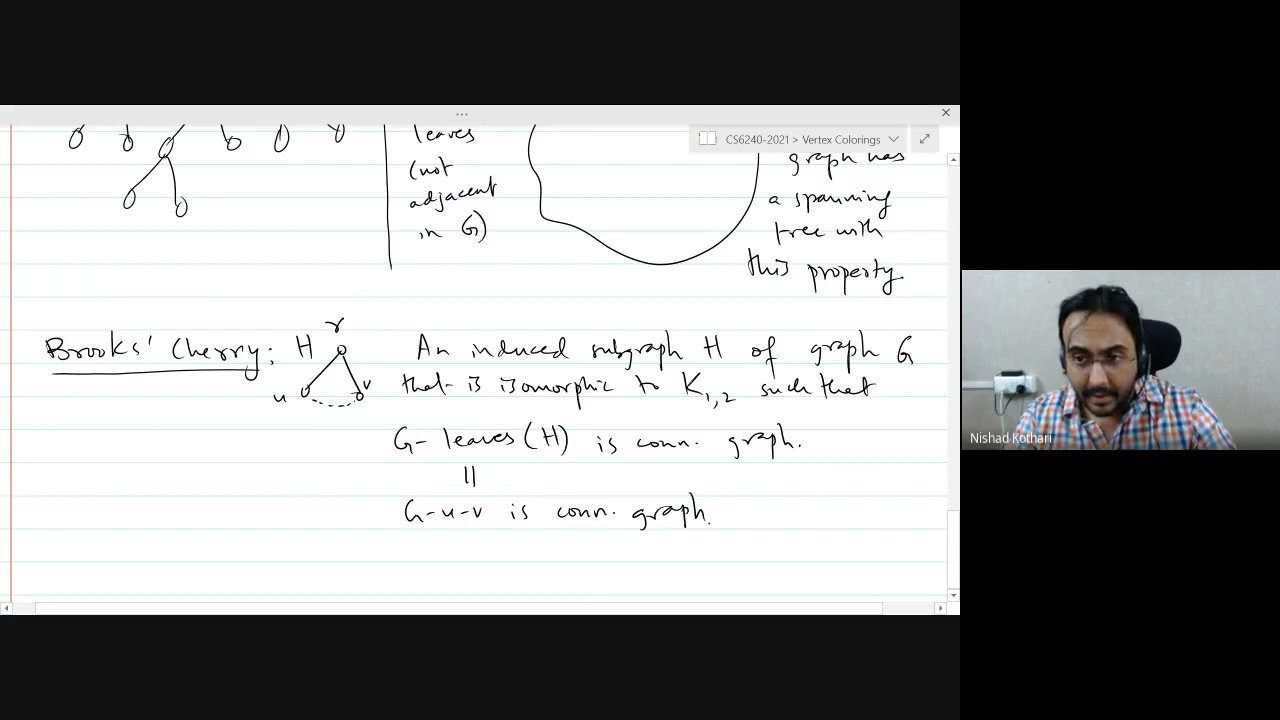 CS6240-2021 > Vertex Colorings
leaves
(not
adjacent
in G)
graph has
a spanning
tree with
this property
Brooks' Cherry: H
r
u
v
An induced subgraph H of graph G
that is isomorphic to K1,2 such that
G- leaves (H) is conn. graph.
||
G-u-v is conn. graph.
Nishad Kothari